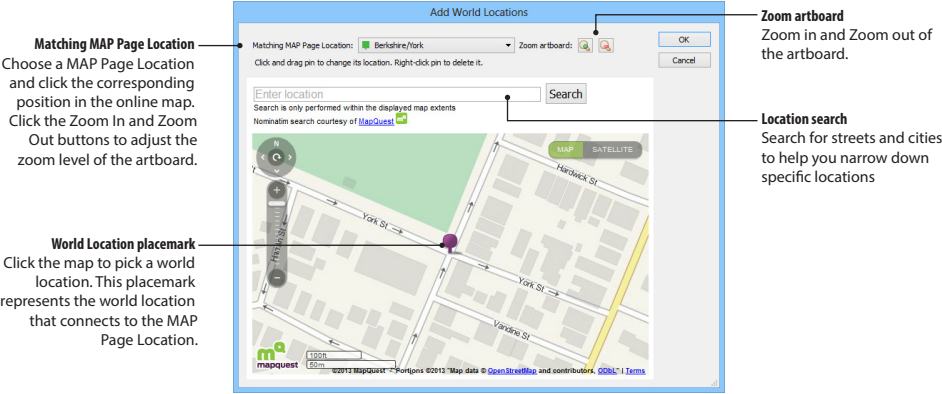 Add World Locations
Matching MAP Page Location
Choose a MAP Page Location
and click the corresponding
position in the online map.
Click the Zoom In and Zoom
Out buttons to adjust the
zoom level of the artboard.
World Location placemark
Click the map to pick a world
location. This placemark
represents the world location
that connects to the MAP
Page Location.
Matching MAP Page Location: Berkshire/York Zoom artboard:
OK
Click and drag pin to change its location. Right-click pin to delete it.
Cancel
Enter location Search
Search is only performed within the displayed map extents
Nominatim search courtesy of MapQuest
N
MAP SATELLITE
Hardwick St
York St
York St
Vandine St
mapquest
100ft
50m
©2013 MapQuest - Portions ©2013 "Map data © OpenStreetMap and contributors, ODbL" | Terms
Zoom artboard
Zoom in and Zoom out of
the artboard.
Location search
Search for streets and cities
to help you narrow down
specific locations